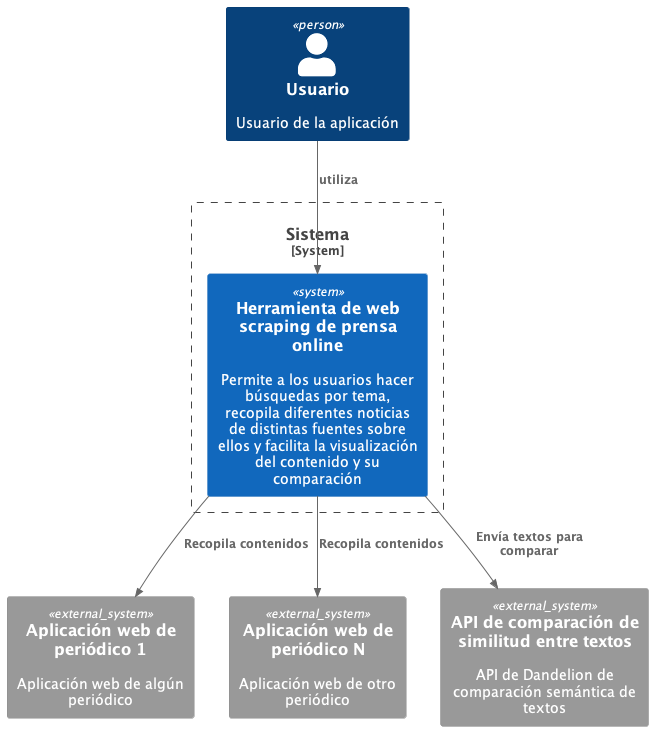 «person»
Usuario
Usuario de la aplicación
utiliza
Sistema
[System]
«system»
Herramienta de web
scraping de prensa
online
Permite a los usuarios hacer
búsquedas por tema,
recopila diferentes noticias
de distintas fuentes sobre
ellos y facilita la visualización
del contenido y su
comparación
Recopila contenidos
Recopila contenidos
Envía textos para
comparar
«external_system»
Aplicación web de
periódico 1
Aplicación web de algún
periódico
«external_system»
Aplicación web de
periódico N
Aplicación web de otro
periódico
«external_system»
API de comparación de
similitud entre textos
API de Dandelion de
comparación semántica de
textos